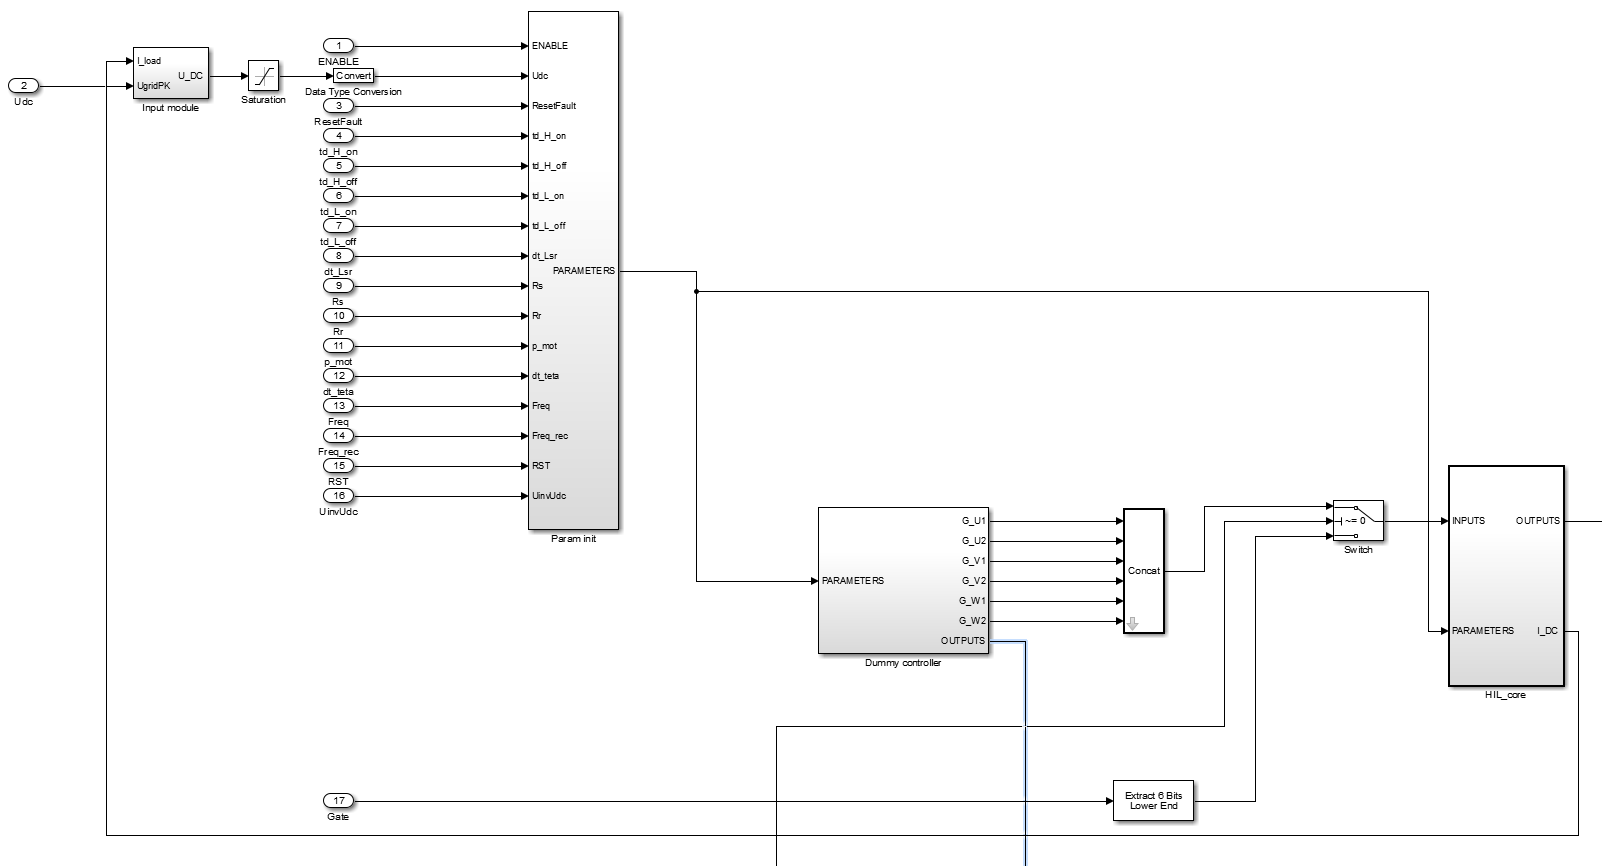 1
ENABLE
2
Udc
I_load
UgridPK
U_DC
Input module
Saturation
Convert
Data Type Conversion
3
ResetFault
4
td_H_on
5
td_H_off
6
td_L_on
7
td_L_off
8
dt_Lsr
9
Rs
10
Rr
11
p_mot
12
dt_teta
13
Freq
14
Freq_rec
15
RST
16
UinvUdc
ENABLE
Udc
ResetFault
td_H_on
td_H_off
td_L_on
td_L_off
dt_Lsr
PARAMETERS
Rs
Rr
p_mot
dt_teta
Freq
Freq_rec
RST
UinvUdc
Param init
PARAMETERS
G_U1
G_U2
G_V1
G_V2
G_W1
G_W2
OUTPUTS
Dummy controller
Concat
~= 0
Switch
INPUTS
OUTPUTS
PARAMETERS
I_DC
HIL_core
17
Gate
Extract 6 Bits
Lower End